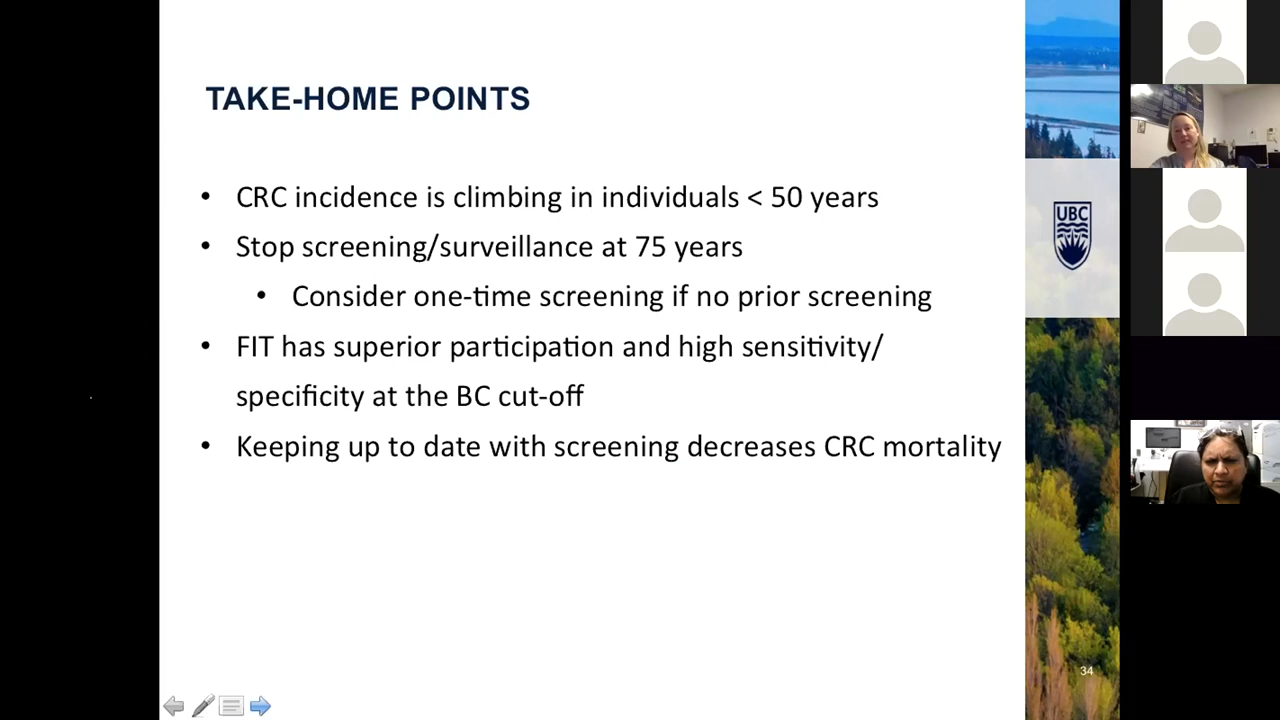 TAKE-HOME POINTS
• CRC incidence is climbing in individuals < 50 years
• Stop screening/surveillance at 75 years
• Consider one-time screening if no prior screening
• FIT has superior participation and high sensitivity/
specificity at the BC cut-off
• Keeping up to date with screening decreases CRC mortality
UBC
34